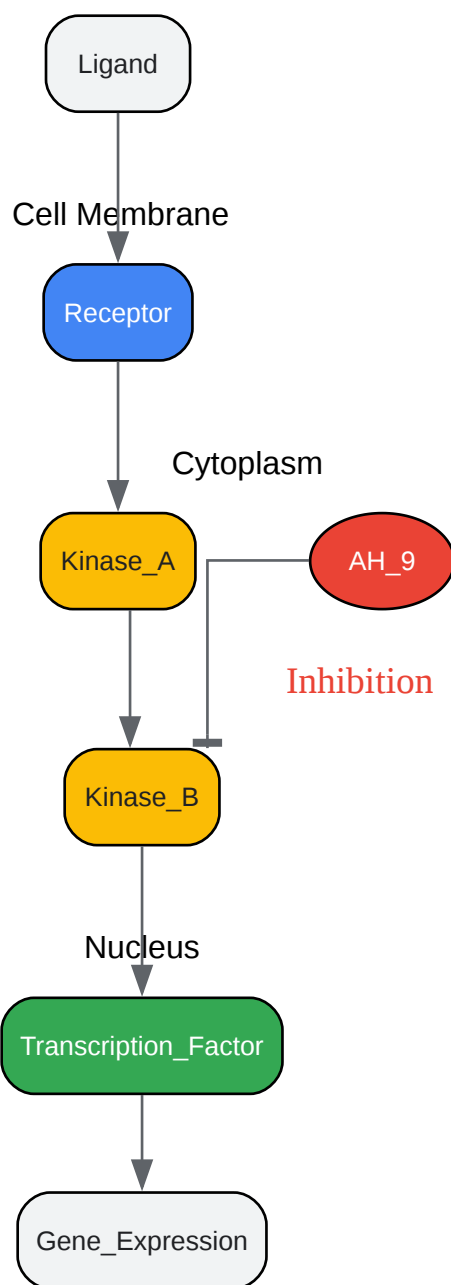 Ligand
Cell Membrane
Receptor
Cytoplasm
Kinase_A
AH_9
Inhibition
Kinase_B
Nucleus
Transcription_Factor
Gene_Expression